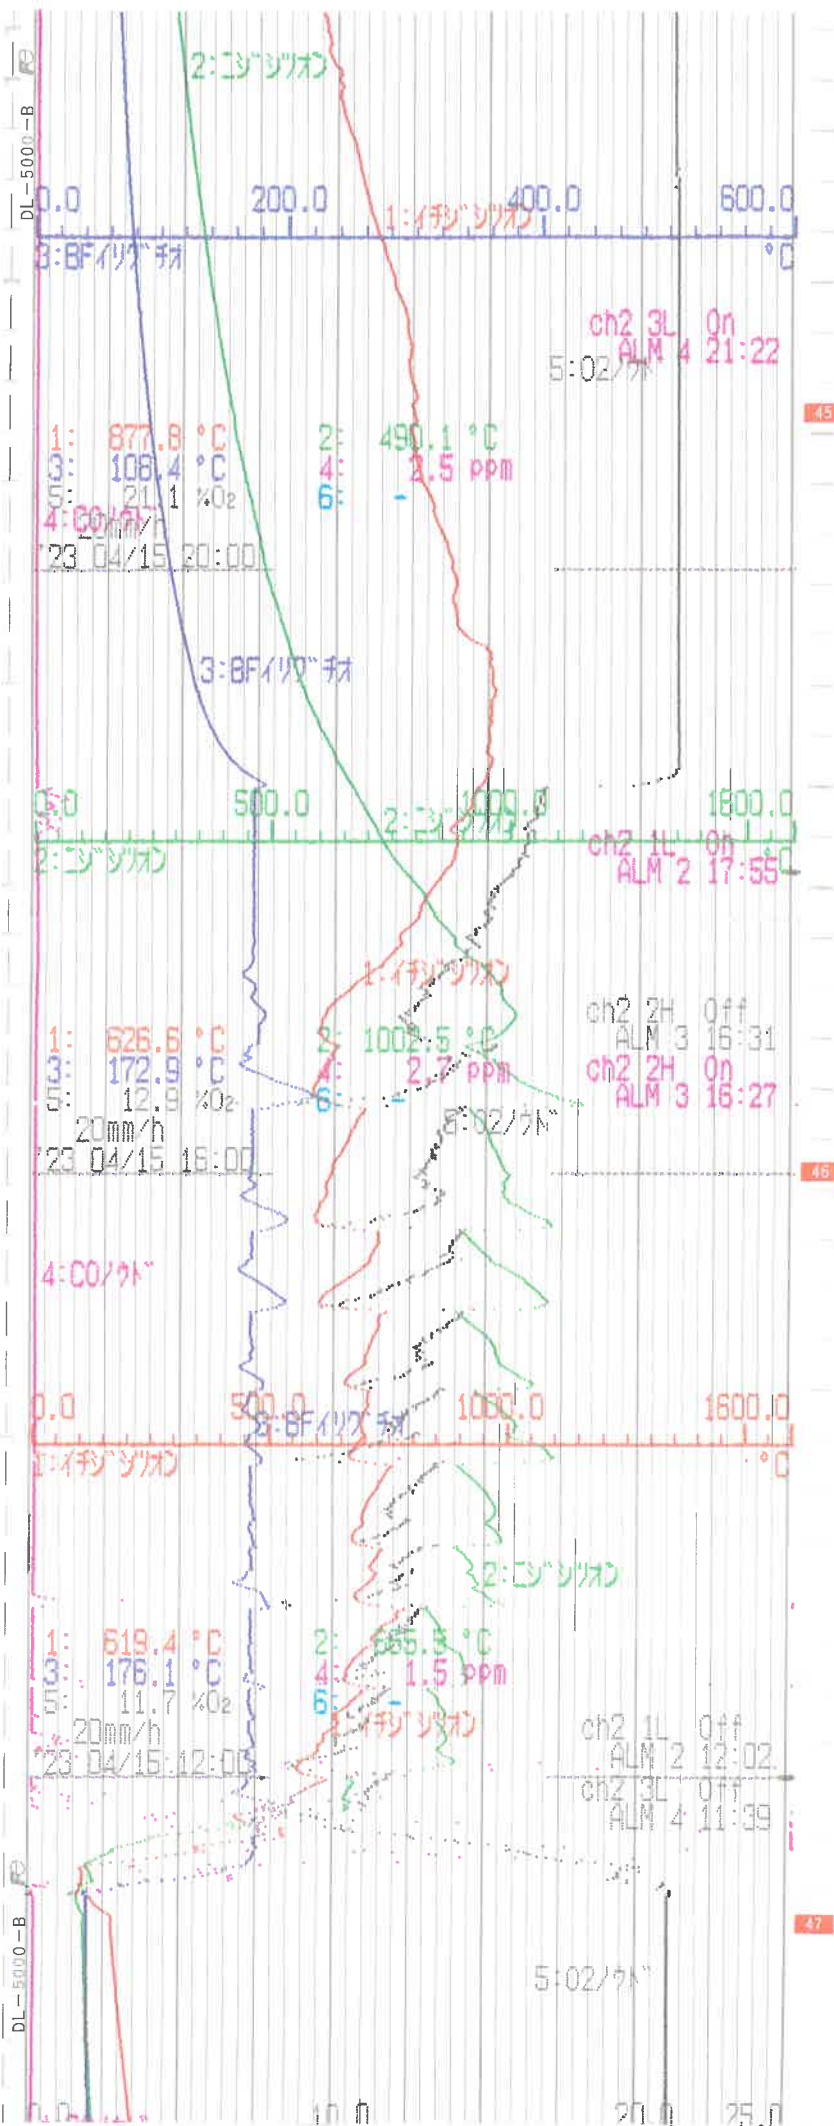 DL-5000-B
2:ニジシツオン
0.0 200.0 400.0 600.0
1:イチジシツオン
3:BFイリグチオ °C
ch2 3L On
ALM 4 21:22
5:O2ノウド
45
1: 877.8 °C 2: 490.1 °C
3: 108.4 °C 4: 2.5 ppm
5: 21.1 %O2 6: -
4:COノウド
20mm/h
'23 04/15 20:00
3:BFイリグチオ
0.0 500.0 1000.0 1600.0
2:ニジシツオン
2:ニジシツオン °C
ch2 1L On
ALM 2 17:55
1:イチジシツオン
ch2 2H Off
ALM 3 16:31
1: 626.6 °C 2: 1002.5 °C
3: 172.9 °C 4: 2.7 ppm
5: 12.9 %O2 6: -
ch2 2H On
ALM 3 16:27
5:O2ノウド
20mm/h
'23 04/15 16:00
46
4:COノウド
0.0 500.0 1000.0 1600.0
3:BFイリグチオ
1:イチジシツオン °C
2:ニジシツオン
1: 619.4 °C
3: 176.1 °C 4: 1.5 ppm
5: 11.7 %O2 6: -
1:イチジシツオン
20mm/h
'23 04/15 12:00
ch2 1L Off
ALM 2 12:02
ch2 3L Off
ALM 4 11:39
DL-5000-B
47
5:O2ノウド
0.0 10.0 20.0 25.0